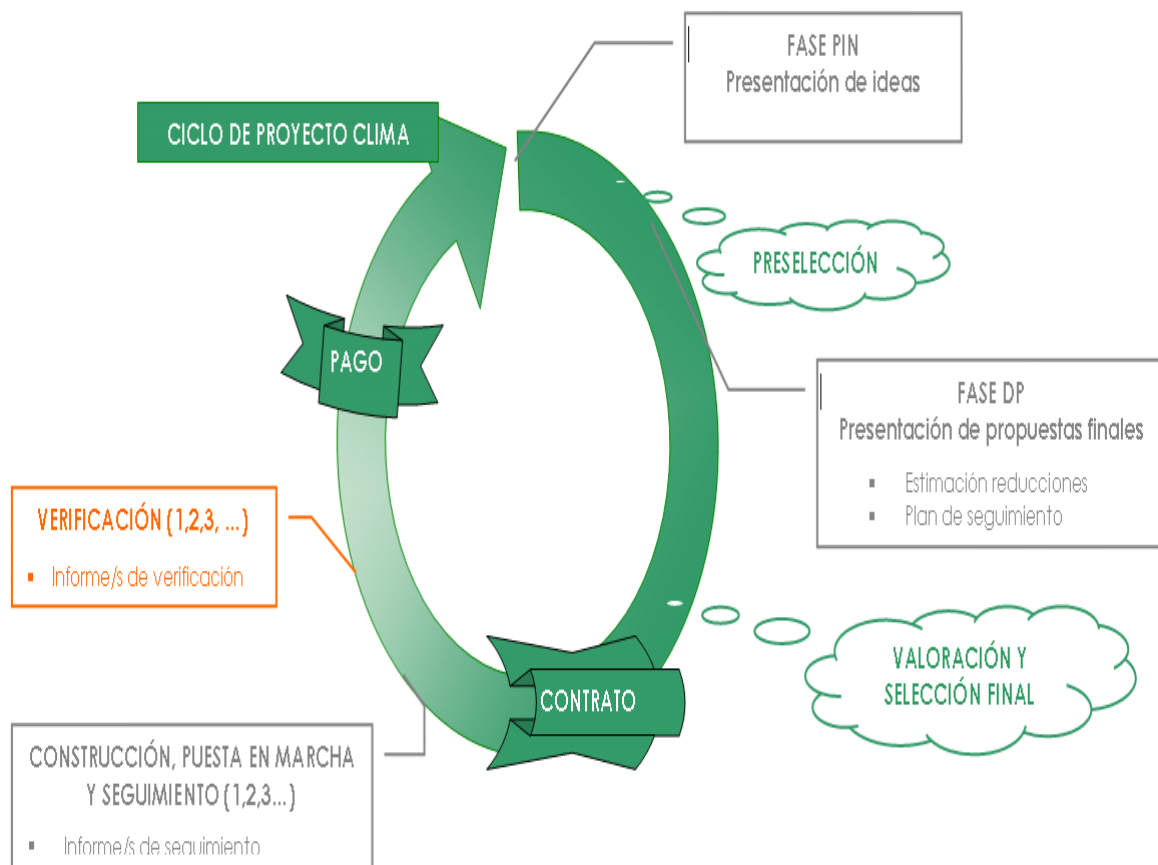 FASE PIN
Presentación de ideas
CICLO DE PROYECTO CLIMA
PRESELECCIÓN
PAGO
FASE DP
Presentación de propuestas finales
▪ Estimación reducciones
▪ Plan de seguimiento
VERIFICACIÓN (1,2,3, ...)
▪ Informe/s de verificación
VALORACIÓN Y
SELECCIÓN FINAL
CONTRATO
CONSTRUCCIÓN, PUESTA EN MARCHA
Y SEGUIMIENTO (1,2,3...)
▪ Informe/s de seguimiento